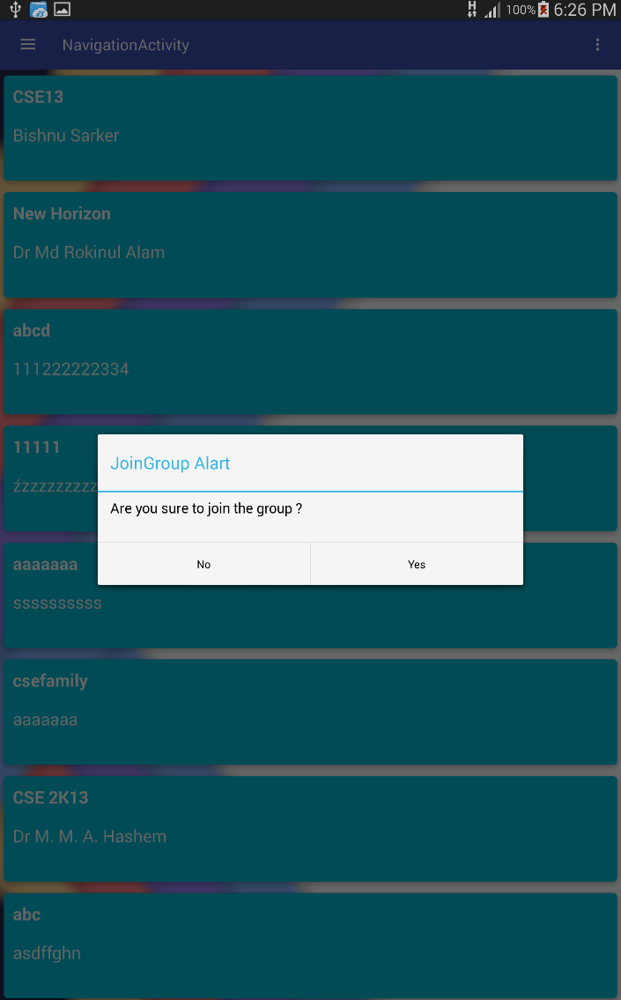 100% 6:26 PM
NavigationActivity
CSE13
Bishnu Sarker
New Horizon
Dr Md Rokinul Alam
abcd
111222222334
11111
źzzzzzzzzz
JoinGroup Alart
Are you sure to join the group ?
No Yes
aaaaaaa
ssssssssss
csefamily
aaaaaaa
CSE 2K13
Dr M. M. A. Hashem
abc
asdffghn